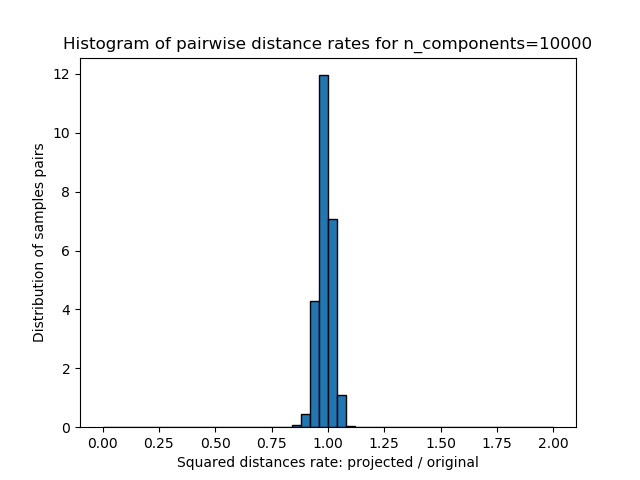 Histogram of pairwise distance rates for n_components=10000
12
10
8
6
4
2
0
Distribution of samples pairs
0.00 0.25 0.50 0.75 1.00 1.25 1.50 1.75 2.00
Squared distances rate: projected / original